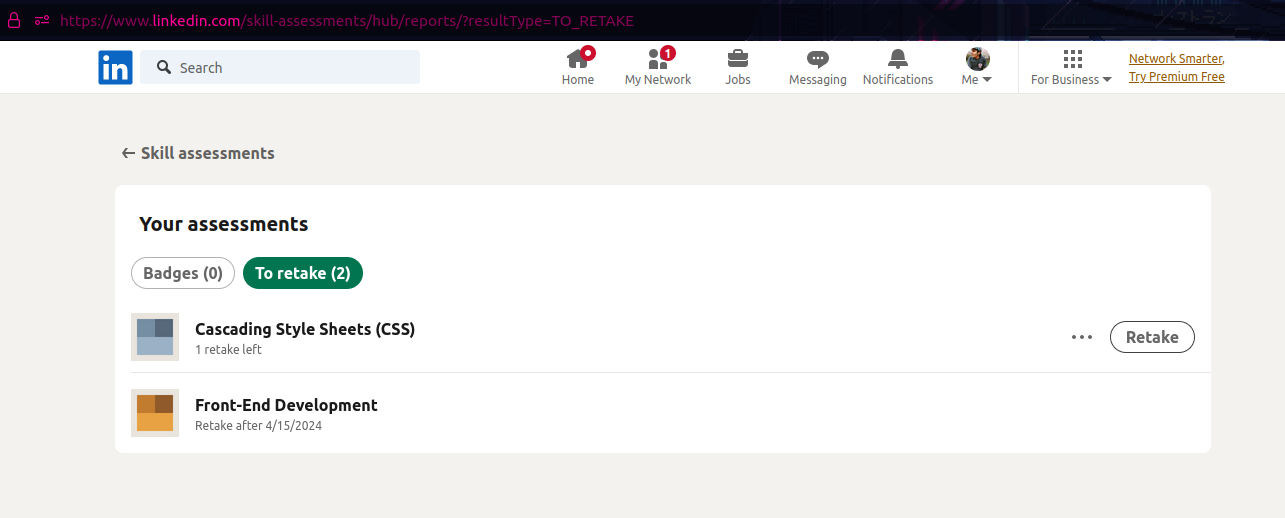 https://www.linkedin.com/skill-assessments/hub/reports/?resultType=TO_RETAKE
in
Search
Home
1
My Network
Jobs
Messaging
Notifications
Me
For Business
Network Smarter,
Try Premium Free
← Skill assessments
Your assessments
Badges (0)
To retake (2)
Cascading Style Sheets (CSS)
1 retake left
Retake
Front-End Development
Retake after 4/15/2024